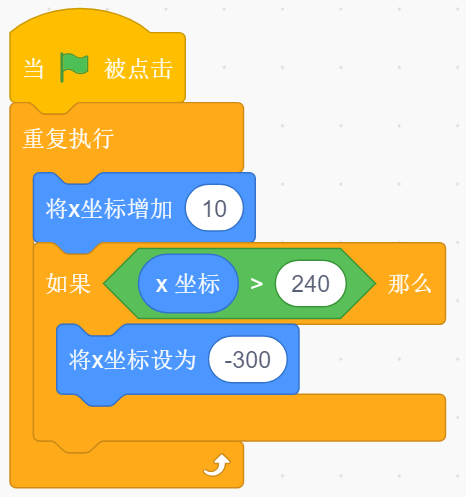 当 被点击
重复执行
将x坐标增加 10
如果 x 坐标 > 240 那么
将x坐标设为 -300